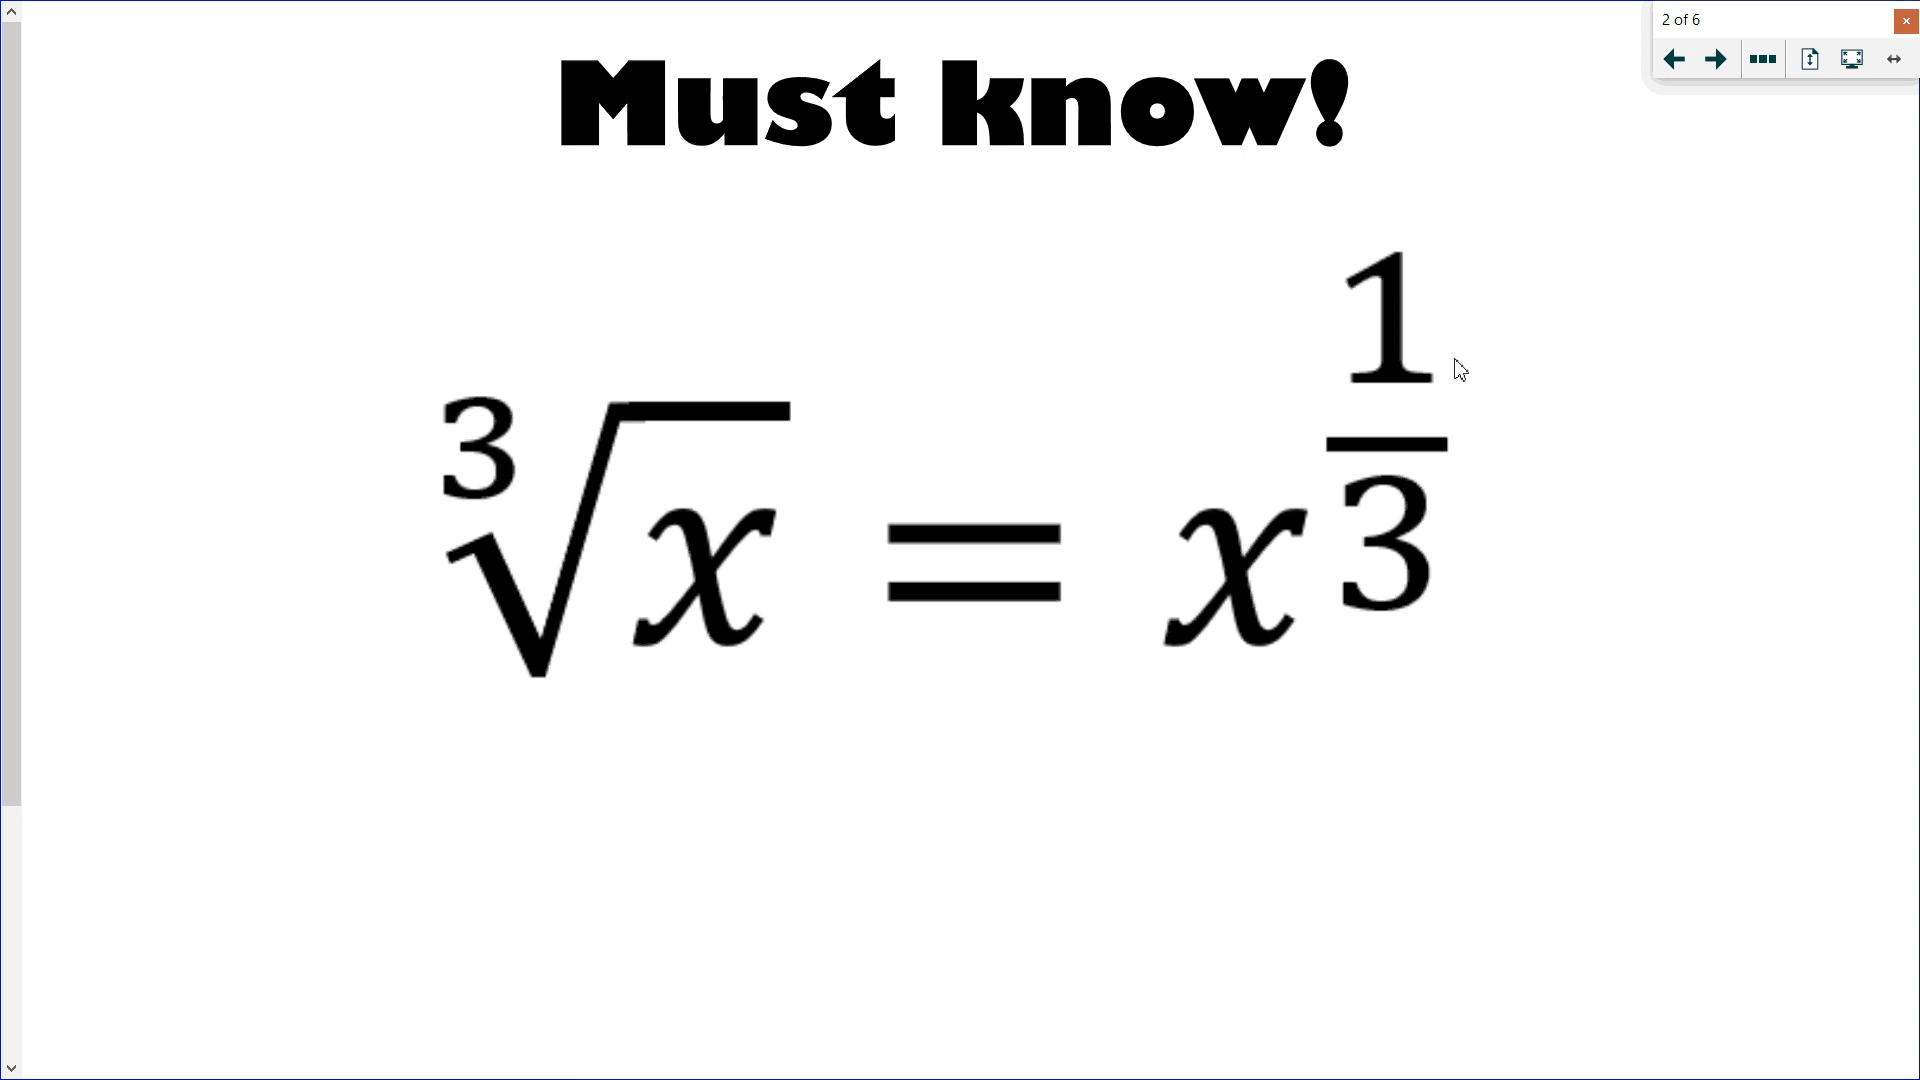 2 of 6
Must know!
∛x = x^(1/3)